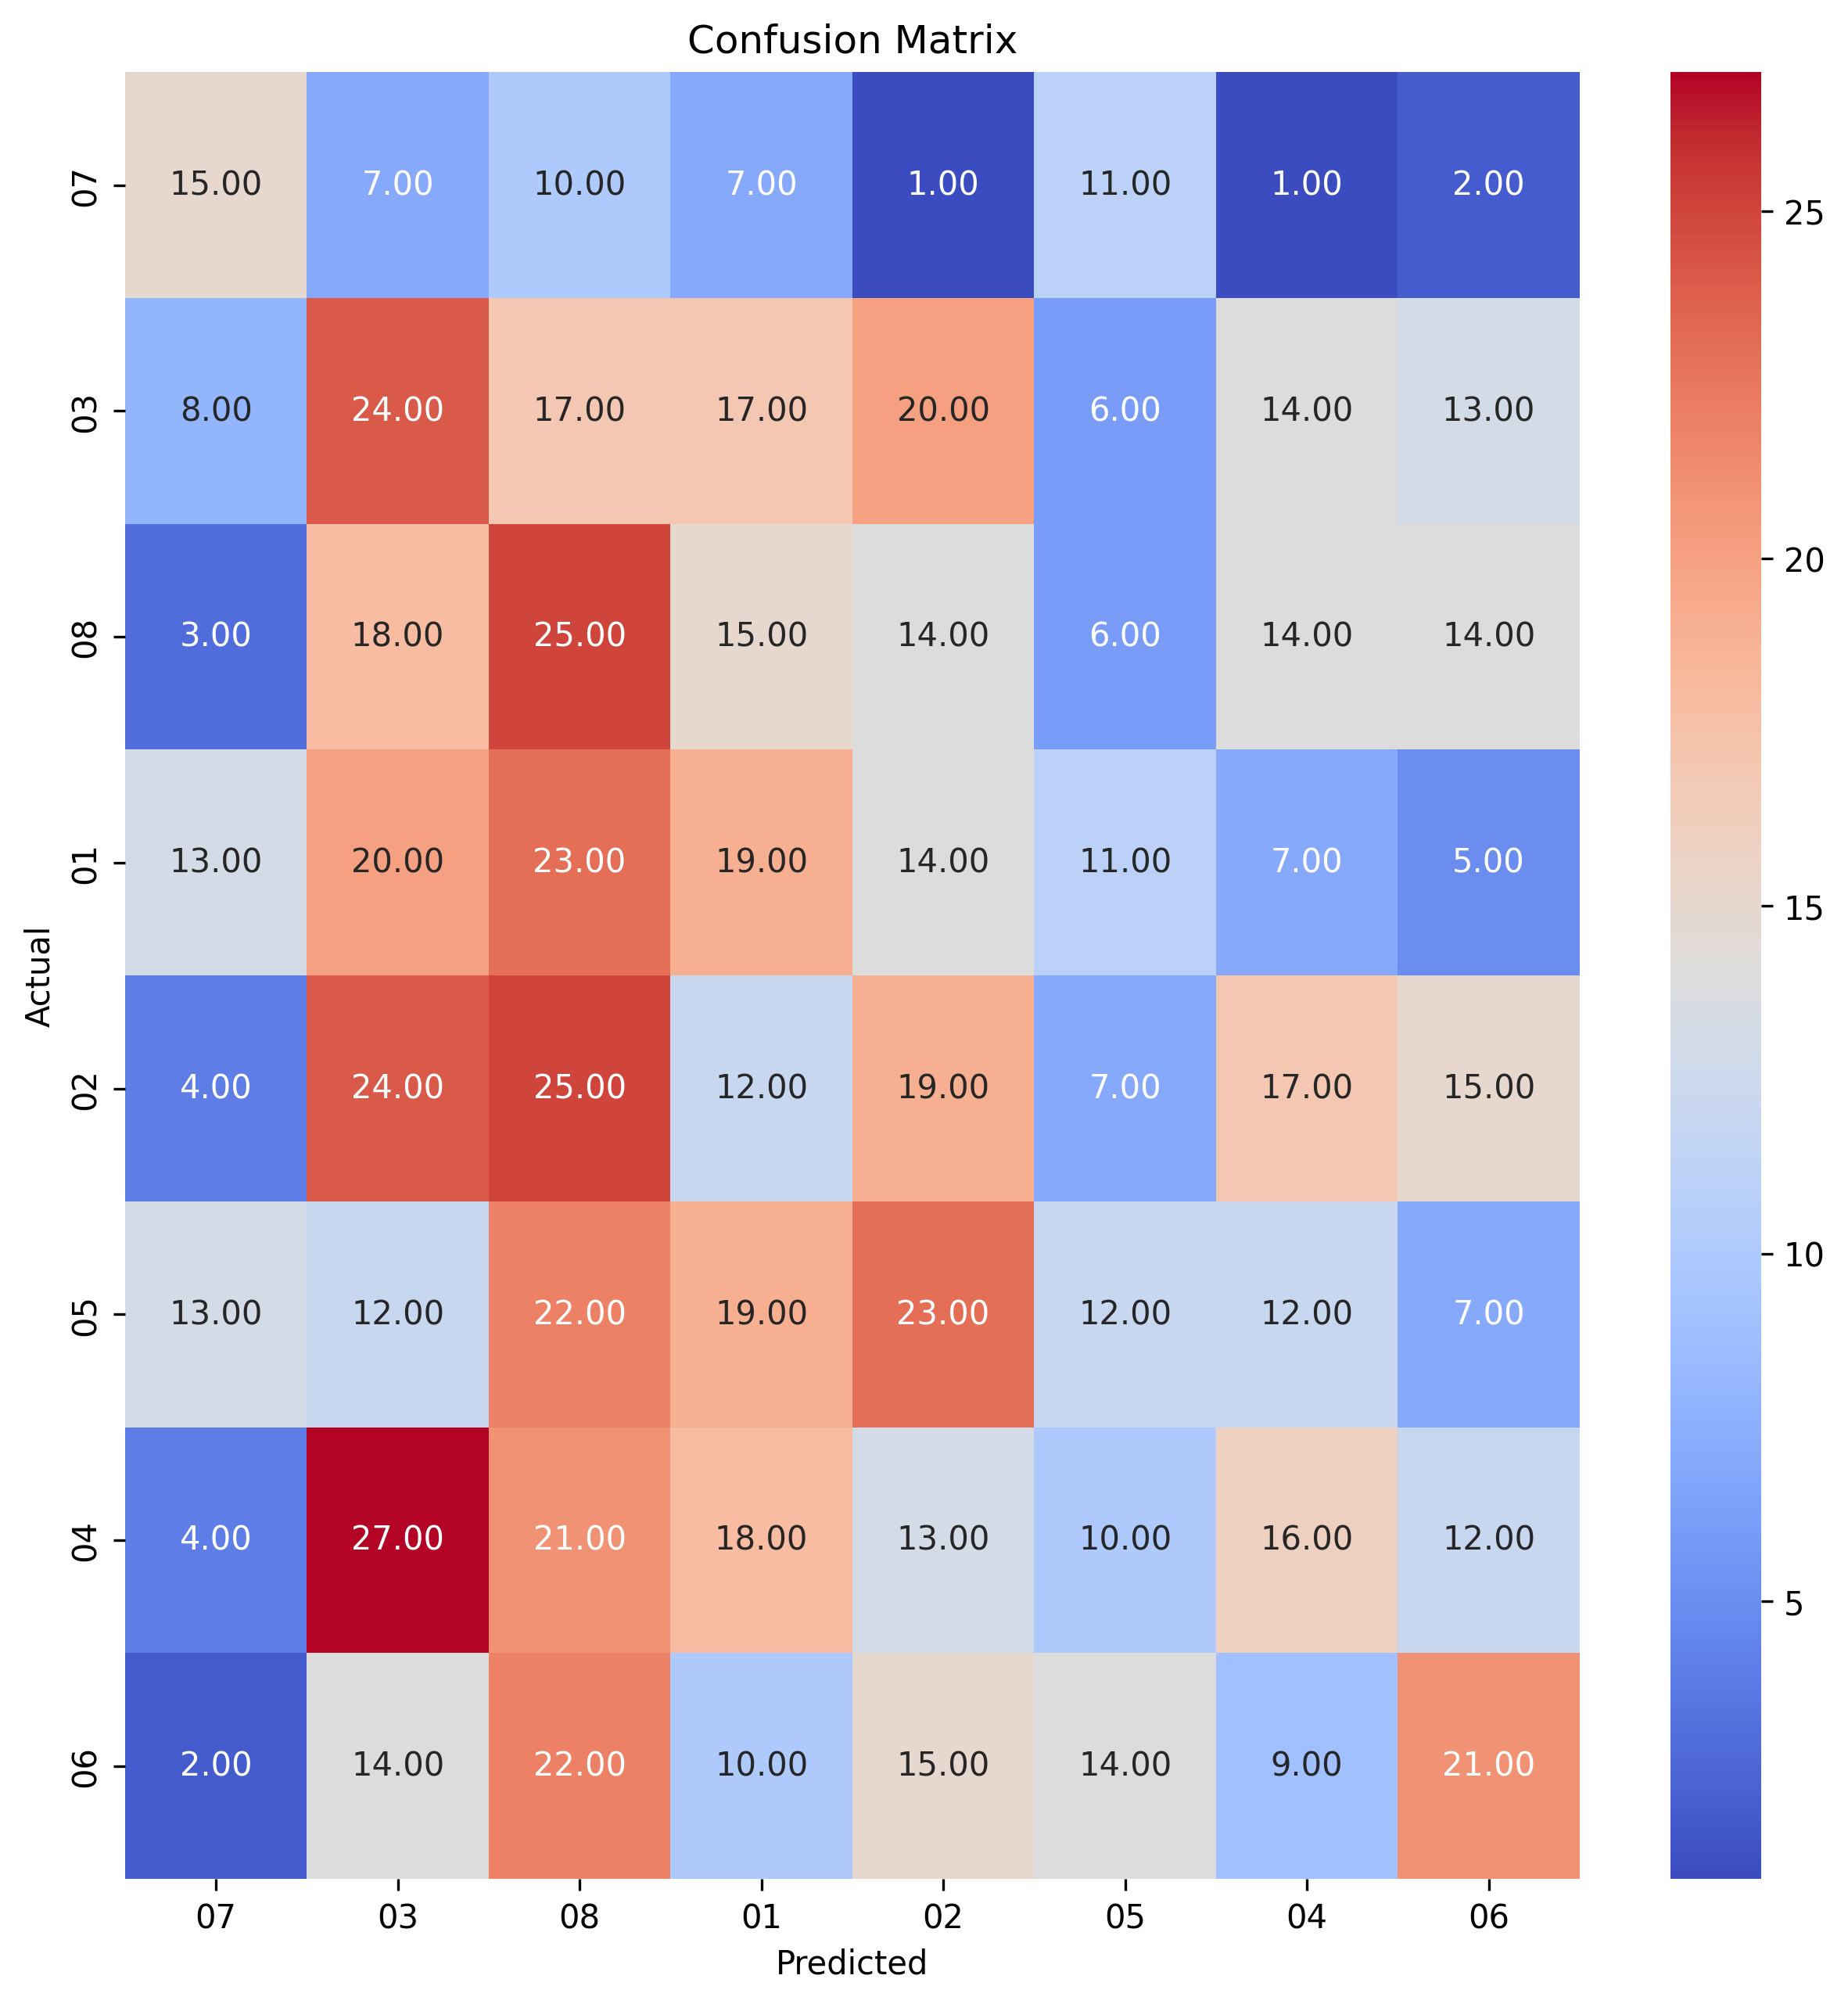 Confusion Matrix
07 15.00 7.00 10.00 7.00 1.00 11.00 1.00 2.00
03 8.00 24.00 17.00 17.00 20.00 6.00 14.00 13.00
08 3.00 18.00 25.00 15.00 14.00 6.00 14.00 14.00
01 13.00 20.00 23.00 19.00 14.00 11.00 7.00 5.00
02 4.00 24.00 25.00 12.00 19.00 7.00 17.00 15.00
05 13.00 12.00 22.00 19.00 23.00 12.00 12.00 7.00
04 4.00 27.00 21.00 18.00 13.00 10.00 16.00 12.00
06 2.00 14.00 22.00 10.00 15.00 14.00 9.00 21.00
07 03 08 01 02 05 04 06
Predicted
Actual
25
20
15
10
5